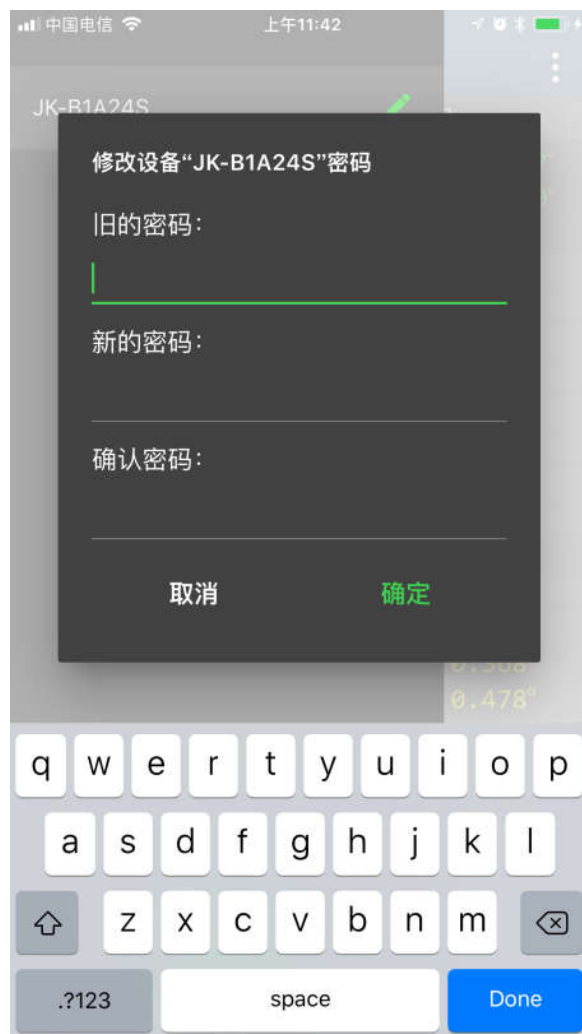 中国电信
上午11:42
JK-B1A24S
修改设备“JK-B1A24S”密码
旧的密码：
新的密码：
确认密码：
取消
确定
0.478
q w e r t y u i o p
a s d f g h j k l
z x c v b n m
.?123
space
Done